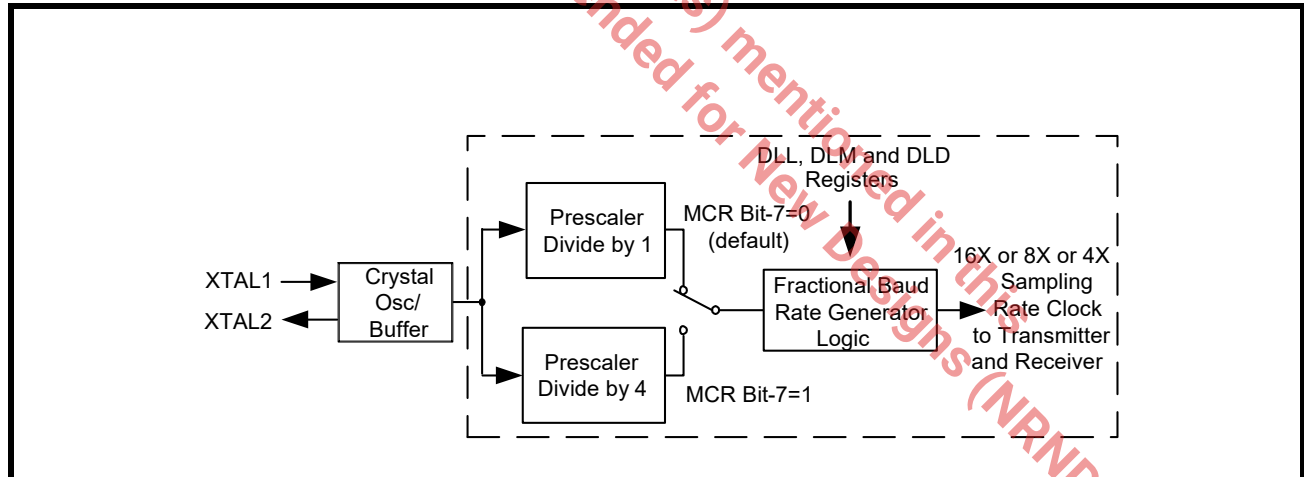 s) mentioned in this
ended for New Designs (NRND
DLL, DLM and DLD
Registers
Prescaler
Divide by 1
MCR Bit-7=0
(default)
XTAL1
XTAL2
Crystal
Osc/
Buffer
Fractional Baud
Rate Generator
Logic
16X or 8X or 4X
Sampling
Rate Clock
to Transmitter
and Receiver
Prescaler
Divide by 4
MCR Bit-7=1